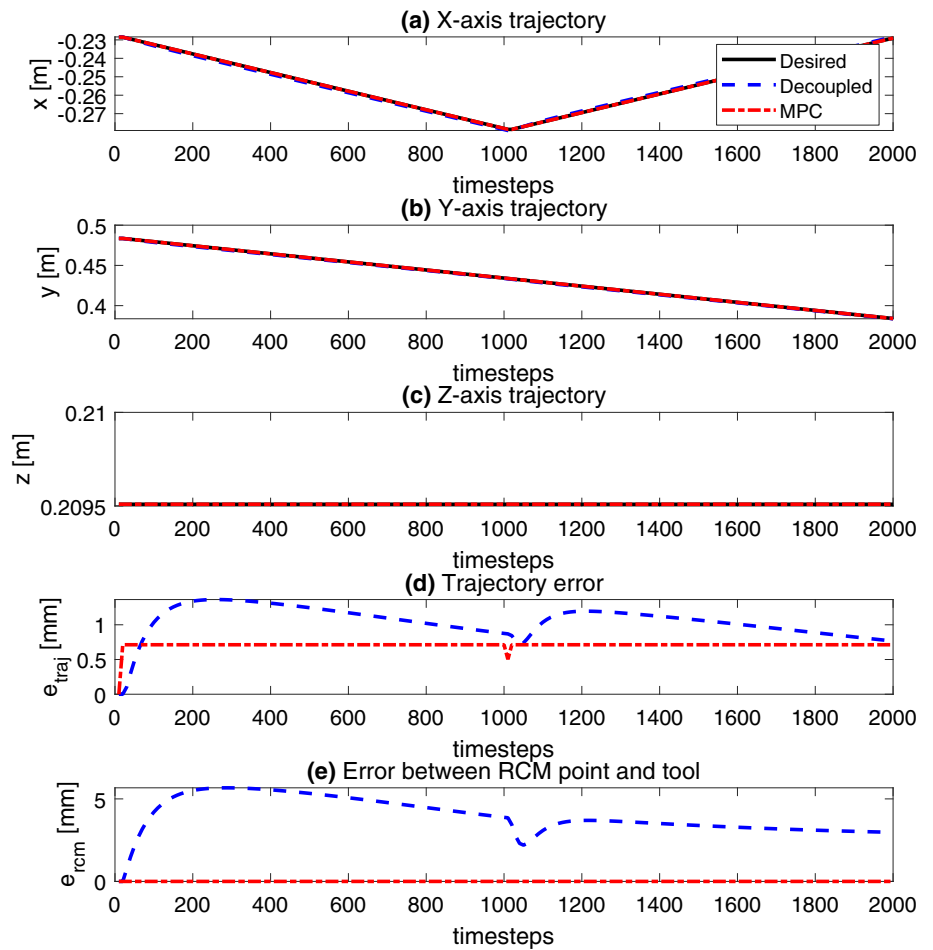 (a) X-axis trajectory
x [m]
-0.23
-0.24
-0.25
-0.26
-0.27
Desired
Decoupled
MPC
0 200 400 600 800 1000 1200 1400 1600 1800 2000
timesteps
(b) Y-axis trajectory
y [m]
0.5
0.45
0.4
0 200 400 600 800 1000 1200 1400 1600 1800 2000
timesteps
(c) Z-axis trajectory
z [m]
0.21
0.2095
0 200 400 600 800 1000 1200 1400 1600 1800 2000
timesteps
(d) Trajectory error
e_traj [mm]
1
0.5
0
0 200 400 600 800 1000 1200 1400 1600 1800 2000
timesteps
(e) Error between RCM point and tool
e_rcm [mm]
5
0
0 200 400 600 800 1000 1200 1400 1600 1800 2000
timesteps